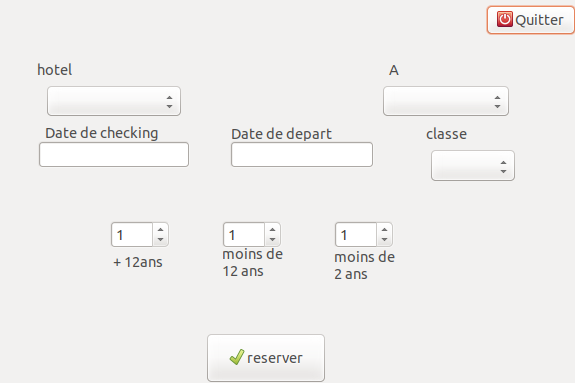 Quitter
hotel
A
Date de checking
Date de depart
classe
1
1
1
+ 12ans
moins de
12 ans
moins de
2 ans
reserver